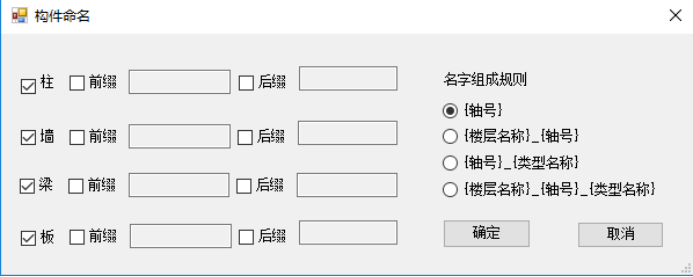 构件命名
柱 前缀 后缀
墙 前缀 后缀
梁 前缀 后缀
板 前缀 后缀
名字组成规则
{轴号}
{楼层名称}_{轴号}
{轴号}_{类型名称}
{楼层名称}_{轴号}_{类型名称}
确定 取消